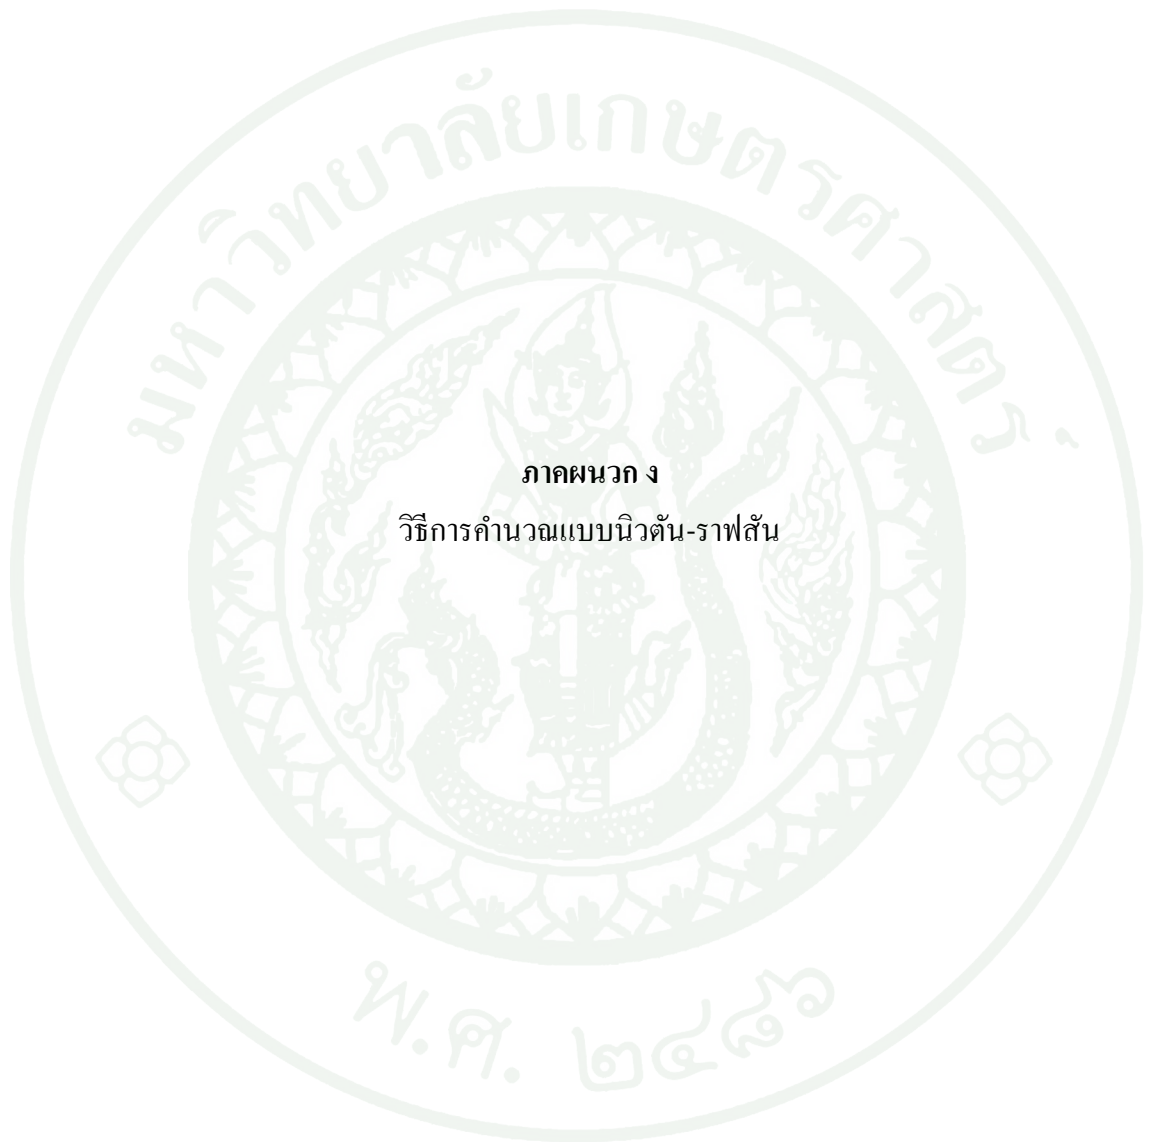 มหาวิทยาลัยเกษตรศาสตร์
ภาคผนวก ง
วิธีการคำนวณแบบนิวตัน-ราฟสัน
พ.ศ. ๒๔๘๖